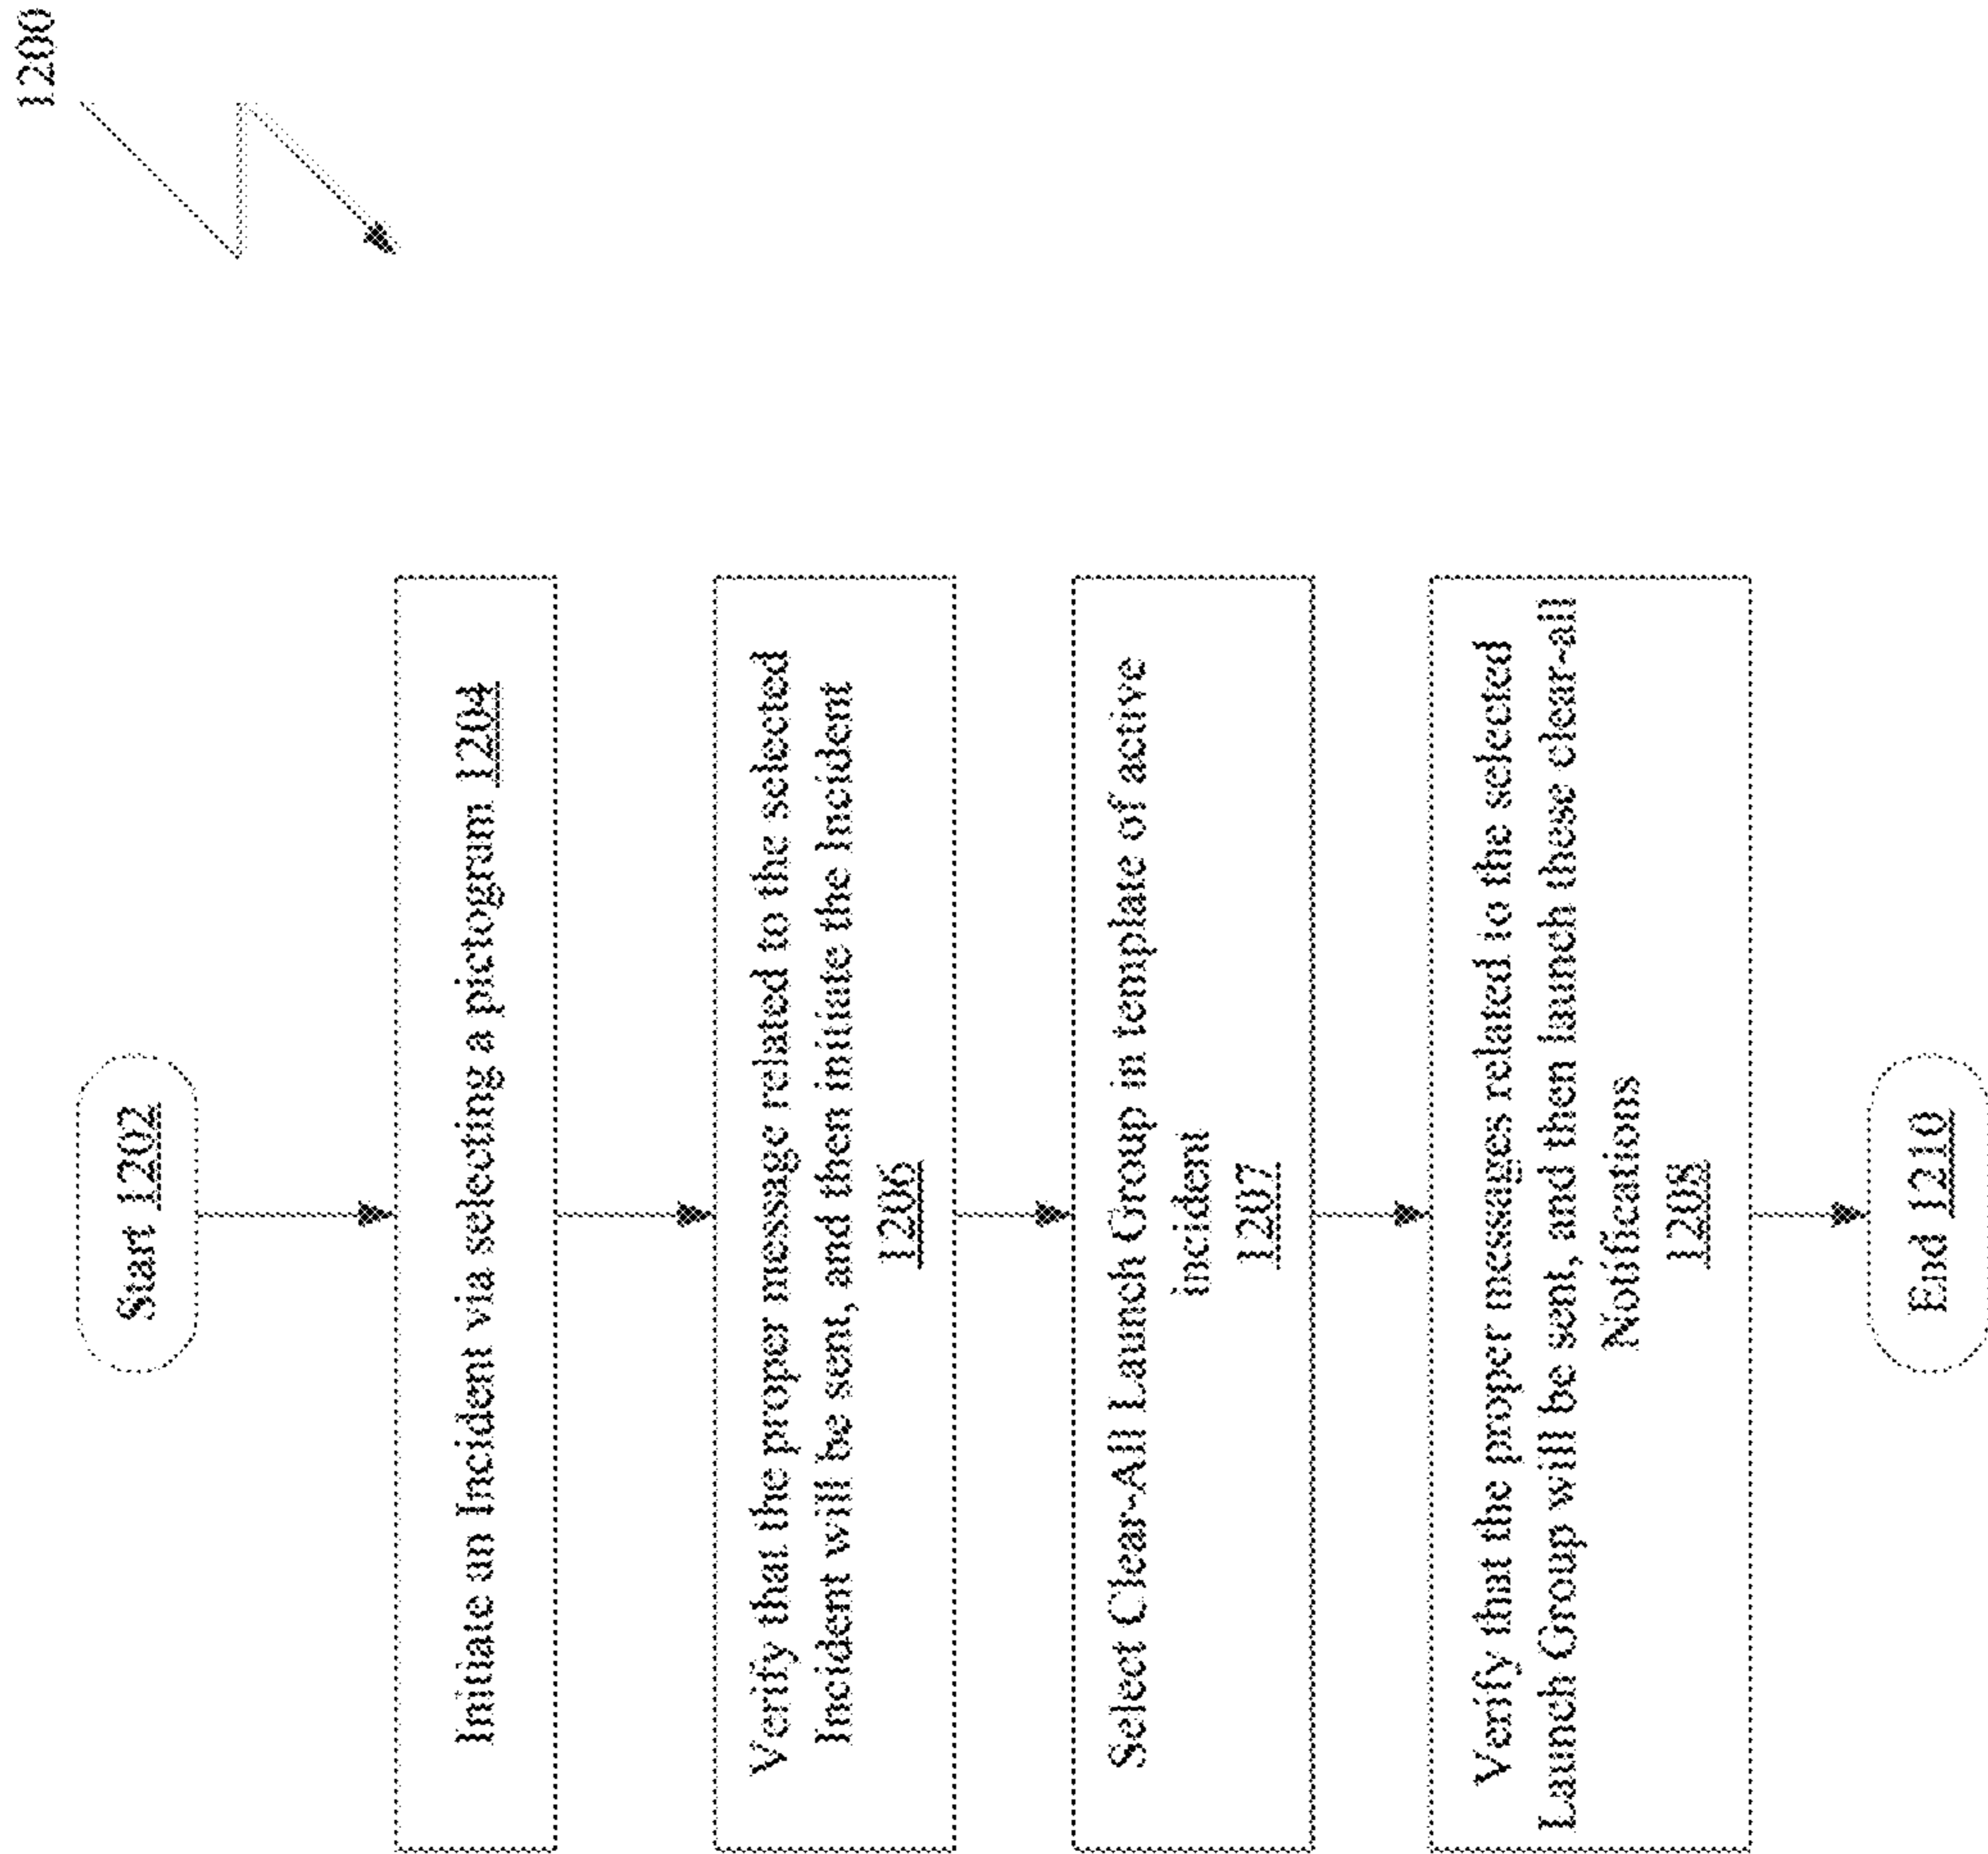 1200
Start 1202
Initiate an Incident via selecting a pictogram 1204
Verify that the proper message related to the selected
Incident will be sent, and then initiate the Incident
1206
Select Clear-All Launch Group in template of active
incident
1207
Verify that the proper messages related to the selected
Launch Group will be sent, and then launch these clear-all
Notifications
1208
End 1210